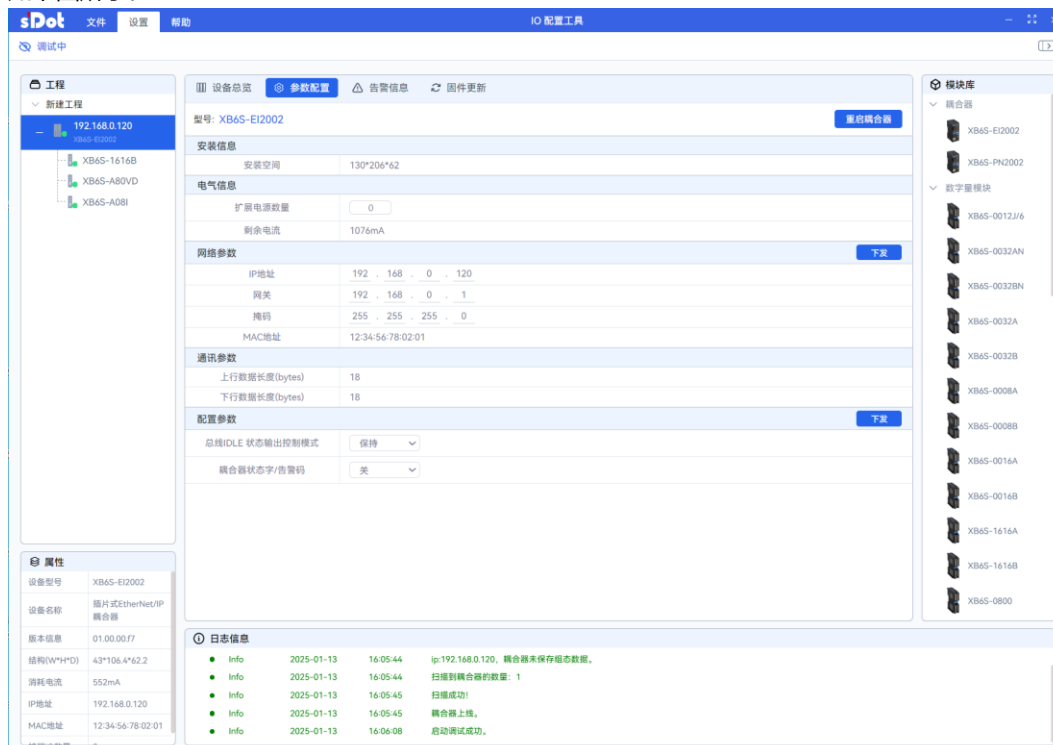 sDot 文件 设置 帮助 IO 配置工具
调试中
工程
新建工程
192.168.0.120
XB6S-EI2002
XB6S-1616B
XB6S-A80VD
XB6S-A08I
设备总览 参数配置 告警信息 固件更新
型号: XB6S-EI2002 重启耦合器
安装信息
安装空间 130*206*62
电气信息
扩展电源数量 0
剩余电流 1076mA
网络参数 下发
IP地址 192 . 168 . 0 . 120
网关 192 . 168 . 0 . 1
掩码 255 . 255 . 255 . 0
MAC地址 12:34:56:78:02:01
通讯参数
上行数据长度(bytes) 18
下行数据长度(bytes) 18
配置参数 下发
总线IDLE 状态输出控制模式 保持
耦合器状态字/告警码 关
模块库
耦合器
XB6S-EI2002
XB6S-PN2002
数字量模块
XB6S-0012J/6
XB6S-0032AN
XB6S-0032BN
XB6S-0032A
XB6S-0032B
XB6S-0008A
XB6S-0008B
XB6S-0016A
XB6S-0016B
XB6S-1616A
XB6S-1616B
XB6S-0800
属性
设备型号 XB6S-EI2002
设备名称 插片式EtherNet/IP
耦合器
版本信息 01.00.00.f7
结构(W*H*D) 43*106.4*62.2
消耗电流 552mA
IP地址 192.168.0.120
MAC地址 12:34:56:78:02:01
日志信息
Info 2025-01-13 16:05:44 ip:192.168.0.120, 耦合器未保存组态数据。
Info 2025-01-13 16:05:44 扫描到耦合器的数量: 1
Info 2025-01-13 16:05:45 扫描成功!
Info 2025-01-13 16:05:45 耦合器上线。
Info 2025-01-13 16:06:08 启动调试成功。